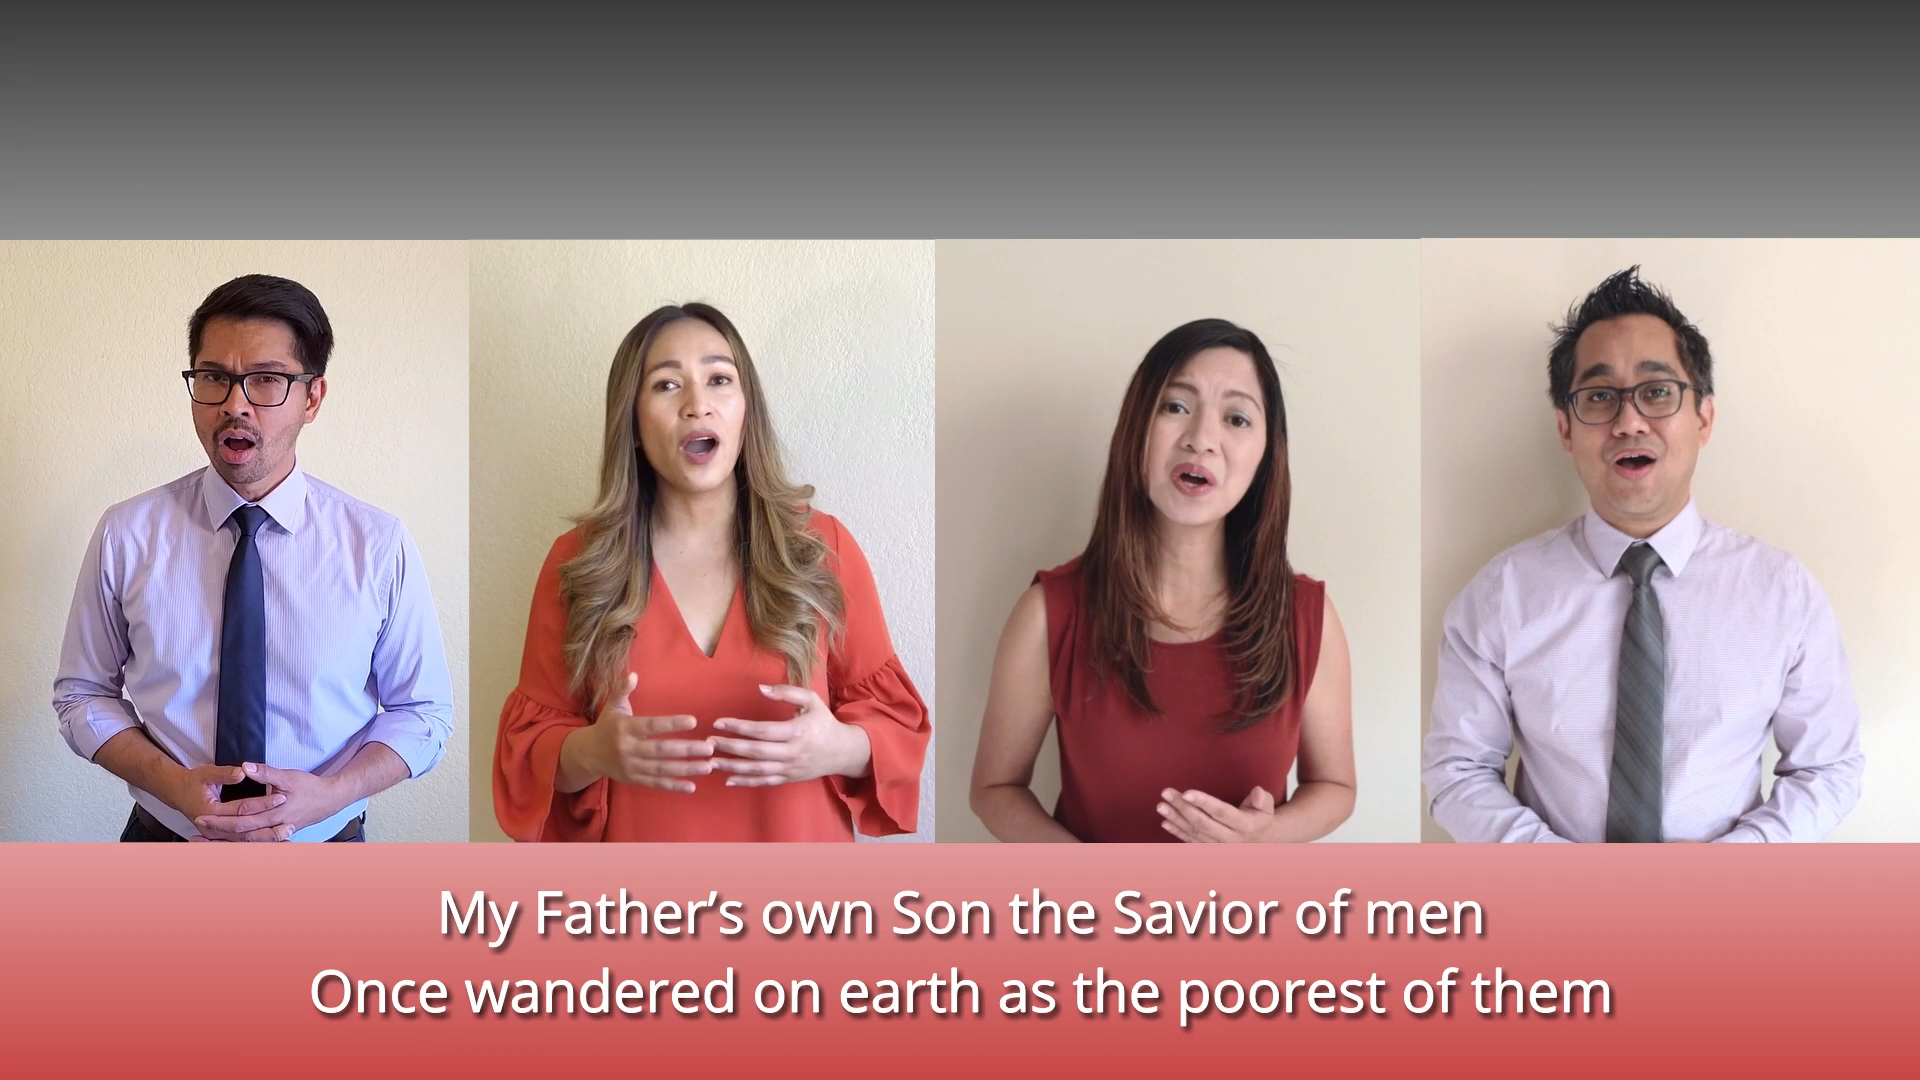 My Father’s own Son the Savior of men
Once wandered on earth as the poorest of them